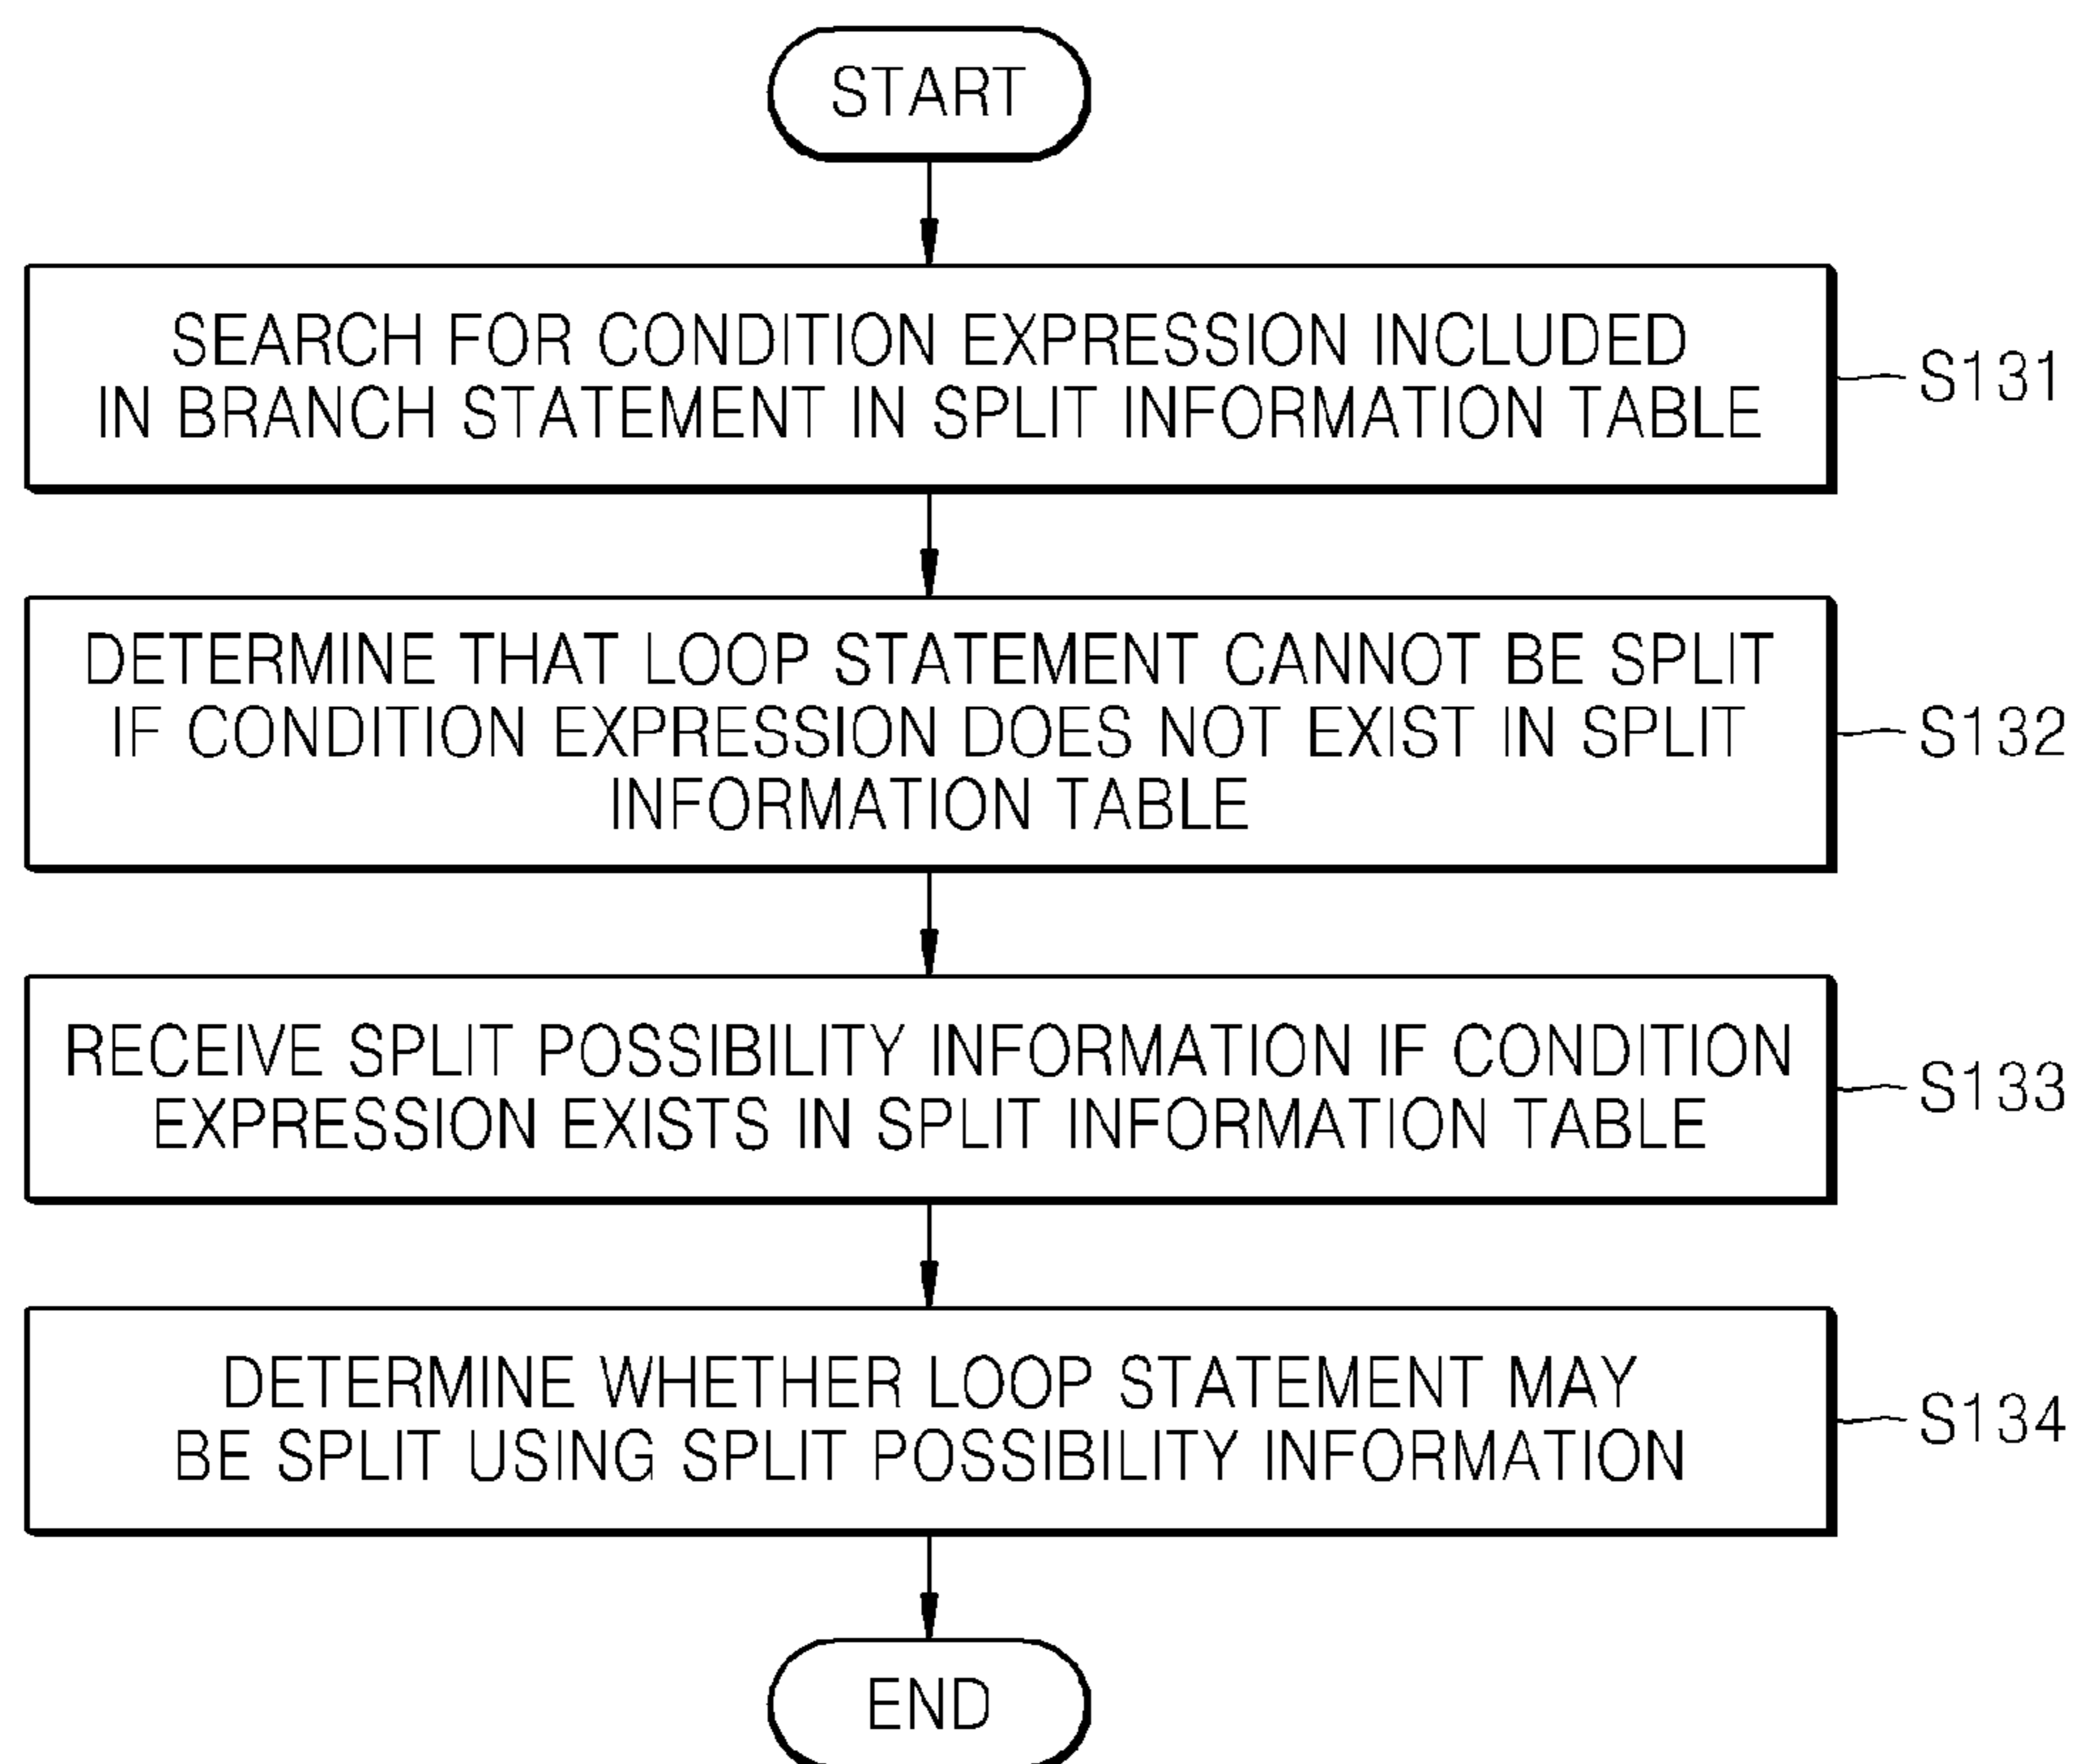 START
SEARCH FOR CONDITION EXPRESSION INCLUDED
IN BRANCH STATEMENT IN SPLIT INFORMATION TABLE
S131
DETERMINE THAT LOOP STATEMENT CANNOT BE SPLIT
IF CONDITION EXPRESSION DOES NOT EXIST IN SPLIT
INFORMATION TABLE
S132
RECEIVE SPLIT POSSIBILITY INFORMATION IF CONDITION
EXPRESSION EXISTS IN SPLIT INFORMATION TABLE
S133
DETERMINE WHETHER LOOP STATEMENT MAY
BE SPLIT USING SPLIT POSSIBILITY INFORMATION
S134
END